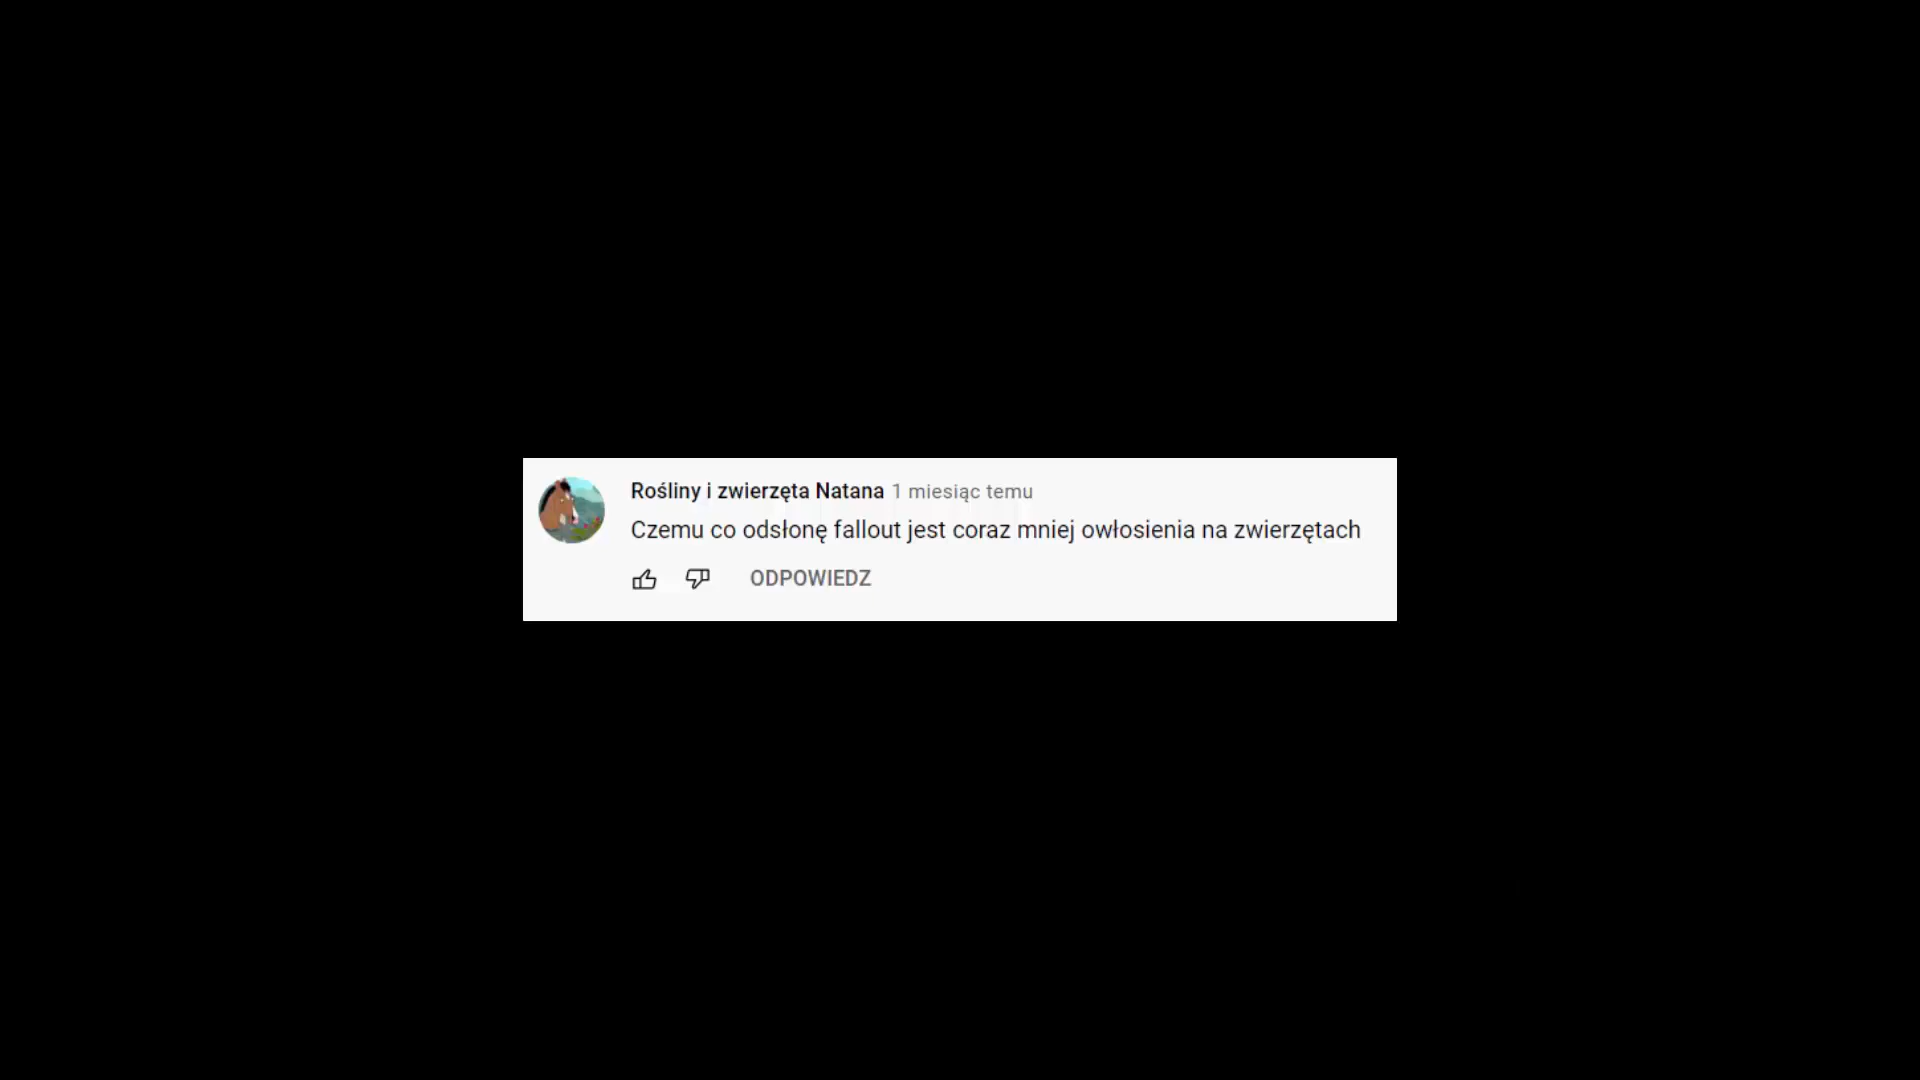 Rośliny i zwierzęta Natana 1 miesiąc temu
Czemu co odsłonę fallout jest coraz mniej owłosienia na zwierzętach
ODPOWIEDZ